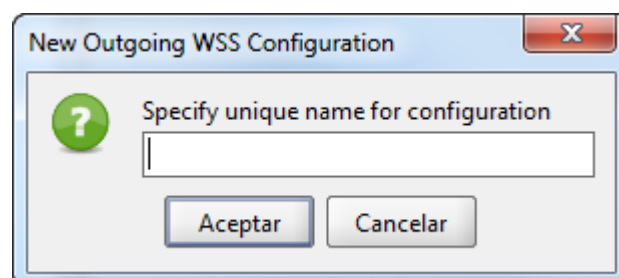 New Outgoing WSS Configuration
Specify unique name for configuration
Aceptar Cancelar